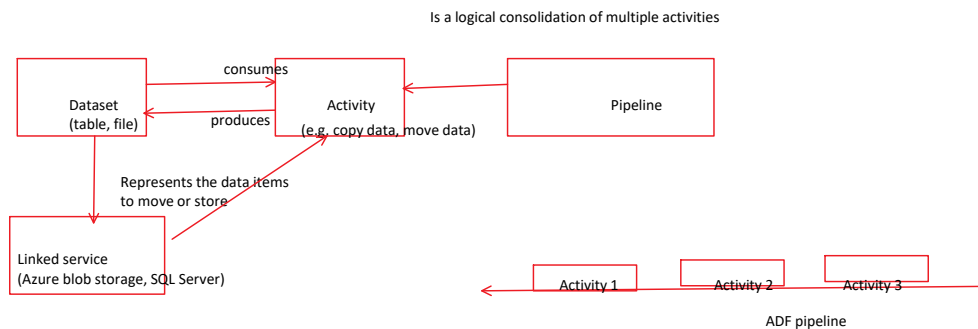 Is a logical consolidation of multiple activities
consumes
Dataset
(table, file)
Activity
(e.g. copy data, move data)
Pipeline
produces
Represents the data items
to move or store
Linked service
(Azure blob storage, SQL Server)
Activity 1
Activity 2
Activity 3
ADF pipeline